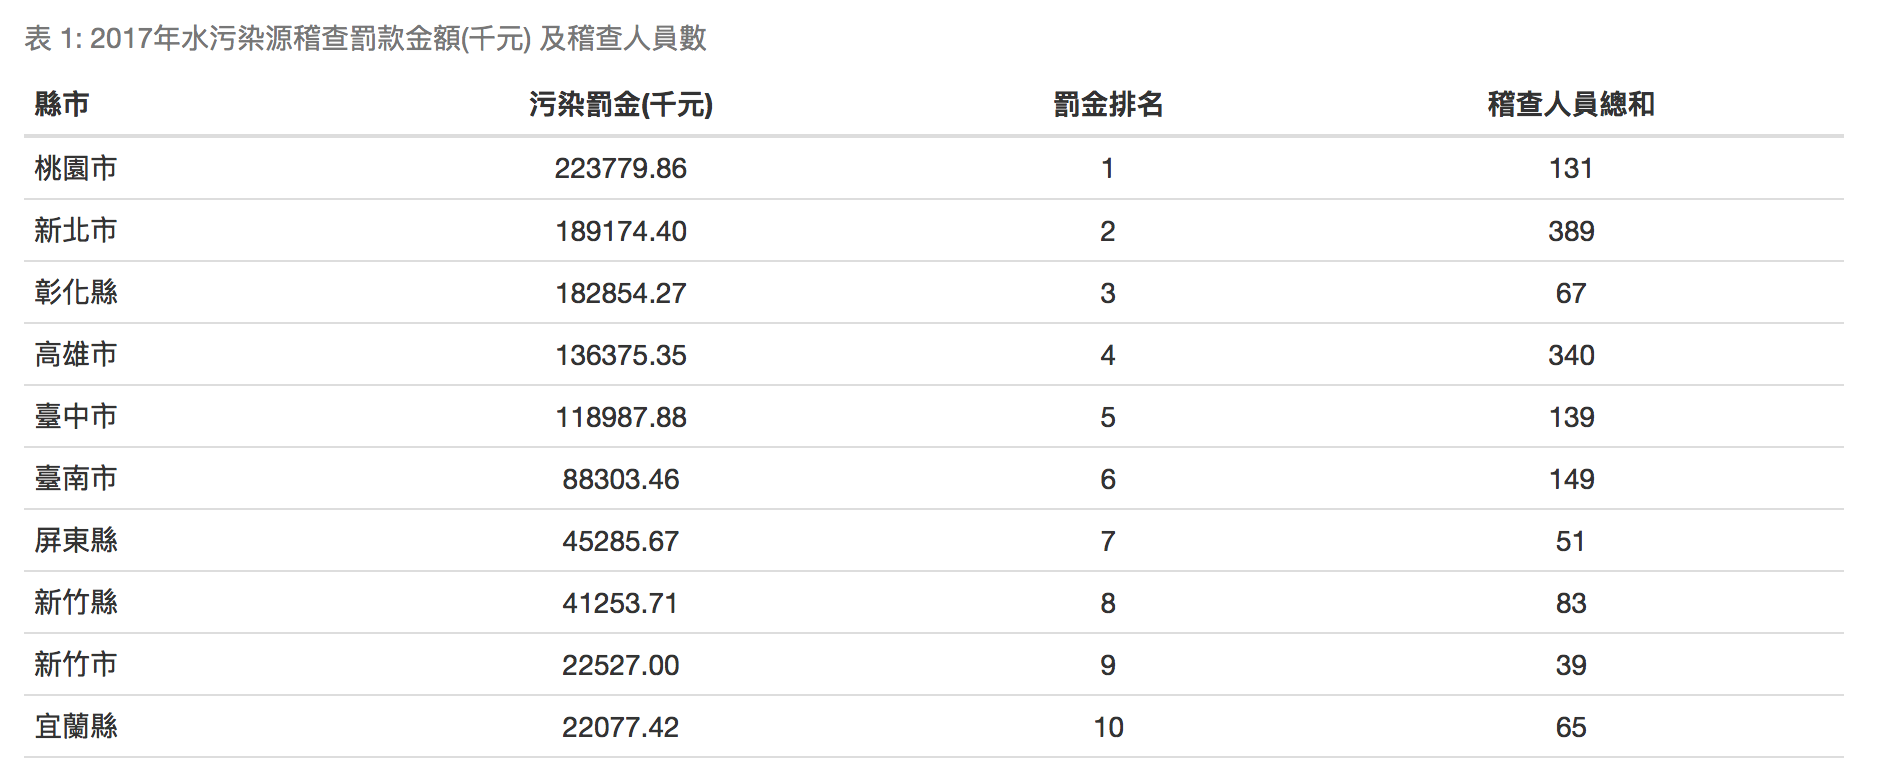 表 1: 2017年水污染源稽查罰款金額(千元) 及稽查人員數
縣市 污染罰金(千元) 罰金排名 稽查人員總和
桃園市 223779.86 1 131
新北市 189174.40 2 389
彰化縣 182854.27 3 67
高雄市 136375.35 4 340
臺中市 118987.88 5 139
臺南市 88303.46 6 149
屏東縣 45285.67 7 51
新竹縣 41253.71 8 83
新竹市 22527.00 9 39
宜蘭縣 22077.42 10 65